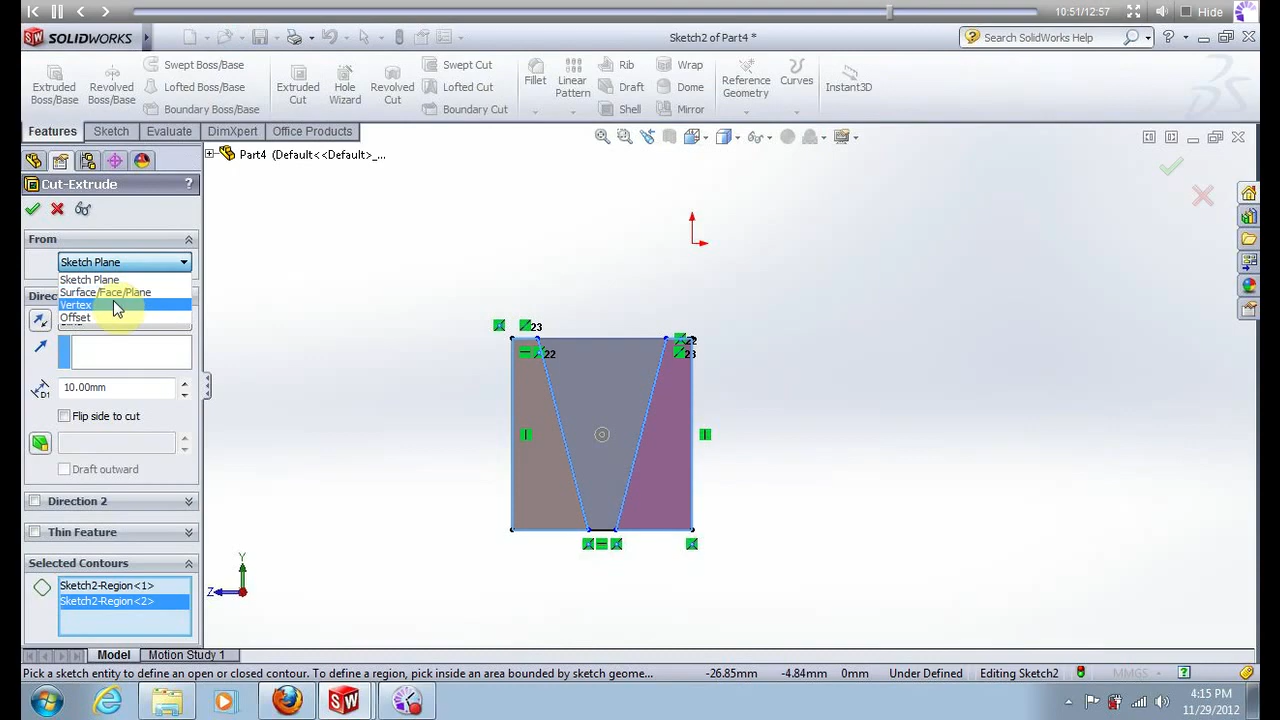 10:51/12:57
Hide
SOLIDWORKS
Sketch2 of Part4 *
Search SolidWorks Help
Extruded Boss/Base
Revolved Boss/Base
Swept Boss/Base
Lofted Boss/Base
Boundary Boss/Base
Extruded Cut
Hole Wizard
Revolved Cut
Swept Cut
Lofted Cut
Boundary Cut
Fillet
Linear Pattern
Rib
Draft
Shell
Wrap
Dome
Mirror
Reference Geometry
Curves
Instant3D
Features
Sketch
Evaluate
DimXpert
Office Products
Part4 (Default<<Default>_...
Cut-Extrude
?
From
Sketch Plane
Sketch Plane
Surface/Face/Plane
Vertex
Offset
Direc
10.00mm
Flip side to cut
Draft outward
Direction 2
Thin Feature
Selected Contours
Sketch2-Region<1>
Sketch2-Region<2>
23
22
23
Y
Z
Model
Motion Study 1
Pick a sketch entity to define an open or closed contour. To define a region, pick inside an area bounded by sketch geome...
-26.85mm
-4.84mm
0mm
Under Defined
Editing Sketch2
MMGS
4:15 PM
11/29/2012